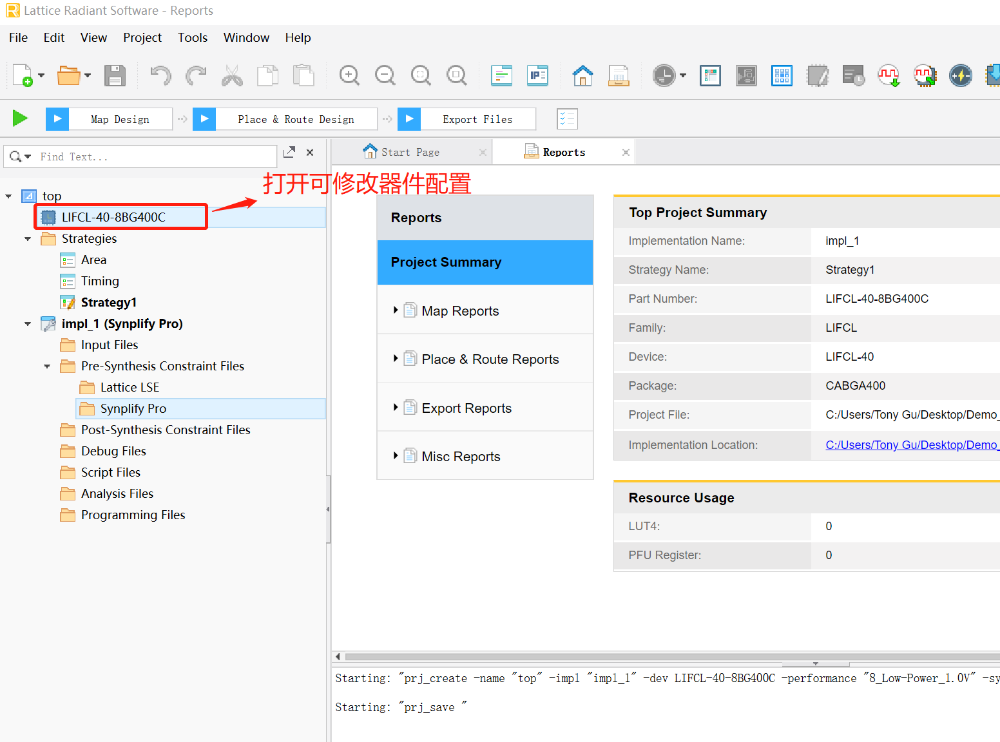 Lattice Radiant Software - Reports
File Edit View Project Tools Window Help
IP
Map Design Place & Route Design Export Files
Find Text...
Start Page Reports
打开可修改器件配置
top
LIFCL-40-8BG400C
Strategies
Area
Timing
Strategy1
impl_1 (Synplify Pro)
Input Files
Pre-Synthesis Constraint Files
Lattice LSE
Synplify Pro
Post-Synthesis Constraint Files
Debug Files
Script Files
Analysis Files
Programming Files
Reports
Project Summary
Map Reports
Place & Route Reports
Export Reports
Misc Reports
Top Project Summary
Implementation Name: impl_1
Strategy Name: Strategy1
Part Number: LIFCL-40-8BG400C
Family: LIFCL
Device: LIFCL-40
Package: CABGA400
Project File: C:/Users/Tony Gu/Desktop/Demo_
Implementation Location: C:/Users/Tony Gu/Desktop/Demo_
Resource Usage
LUT4: 0
PFU Register: 0
Starting: "prj_create -name "top" -impl "impl_1" -dev LIFCL-40-8BG400C -performance "8_Low-Power_1.0V" -sy
Starting: "prj_save "